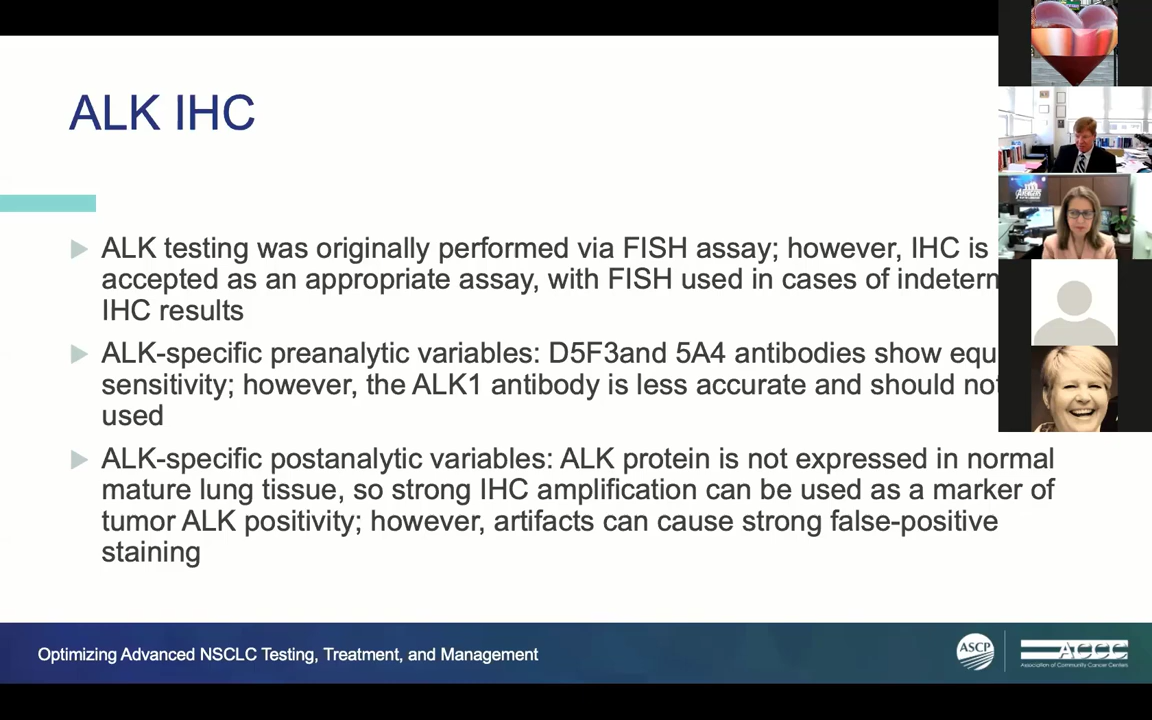 ALK IHC
ALK testing was originally performed via FISH assay; however, IHC is
accepted as an appropriate assay, with FISH used in cases of indeterm
IHC results
ALK-specific preanalytic variables: D5F3and 5A4 antibodies show equ
sensitivity; however, the ALK1 antibody is less accurate and should not
used
ALK-specific postanalytic variables: ALK protein is not expressed in normal
mature lung tissue, so strong IHC amplification can be used as a marker of
tumor ALK positivity; however, artifacts can cause strong false-positive
staining
Optimizing Advanced NSCLC Testing, Treatment, and Management
ASCP
ACCC
Association of Community Cancer Centers